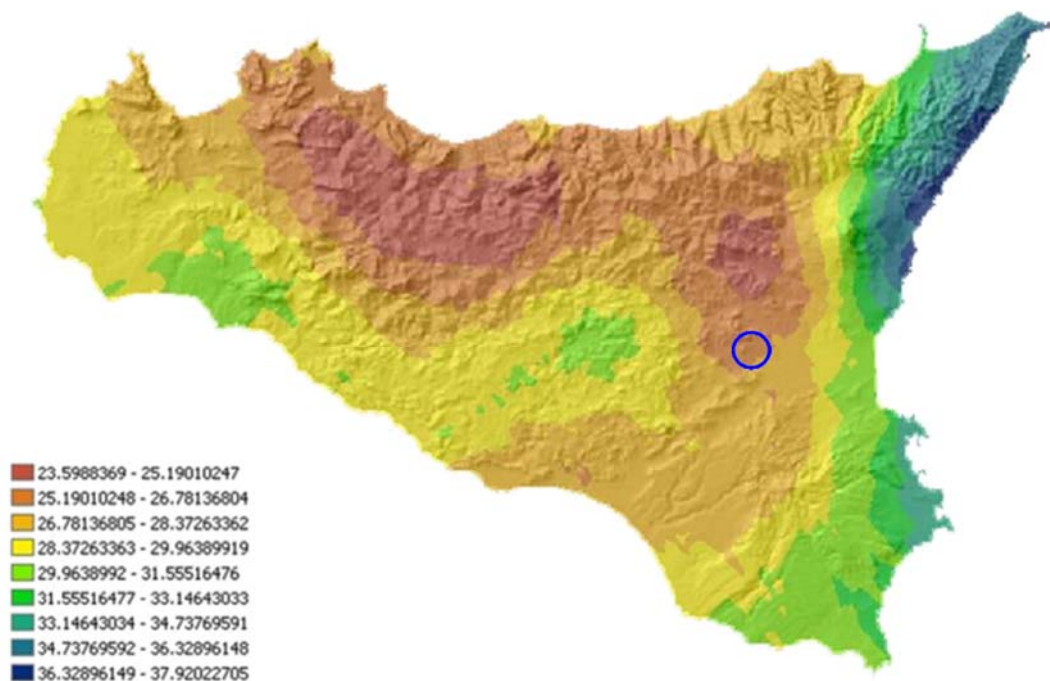 23.5988369 - 25.19010247
25.19010248 - 26.78136804
26.78136805 - 28.37263362
28.37263363 - 29.96389919
29.9638992 - 31.55516476
31.55516477 - 33.14643033
33.14643034 - 34.73769591
34.73769592 - 36.32896148
36.32896149 - 37.92022705